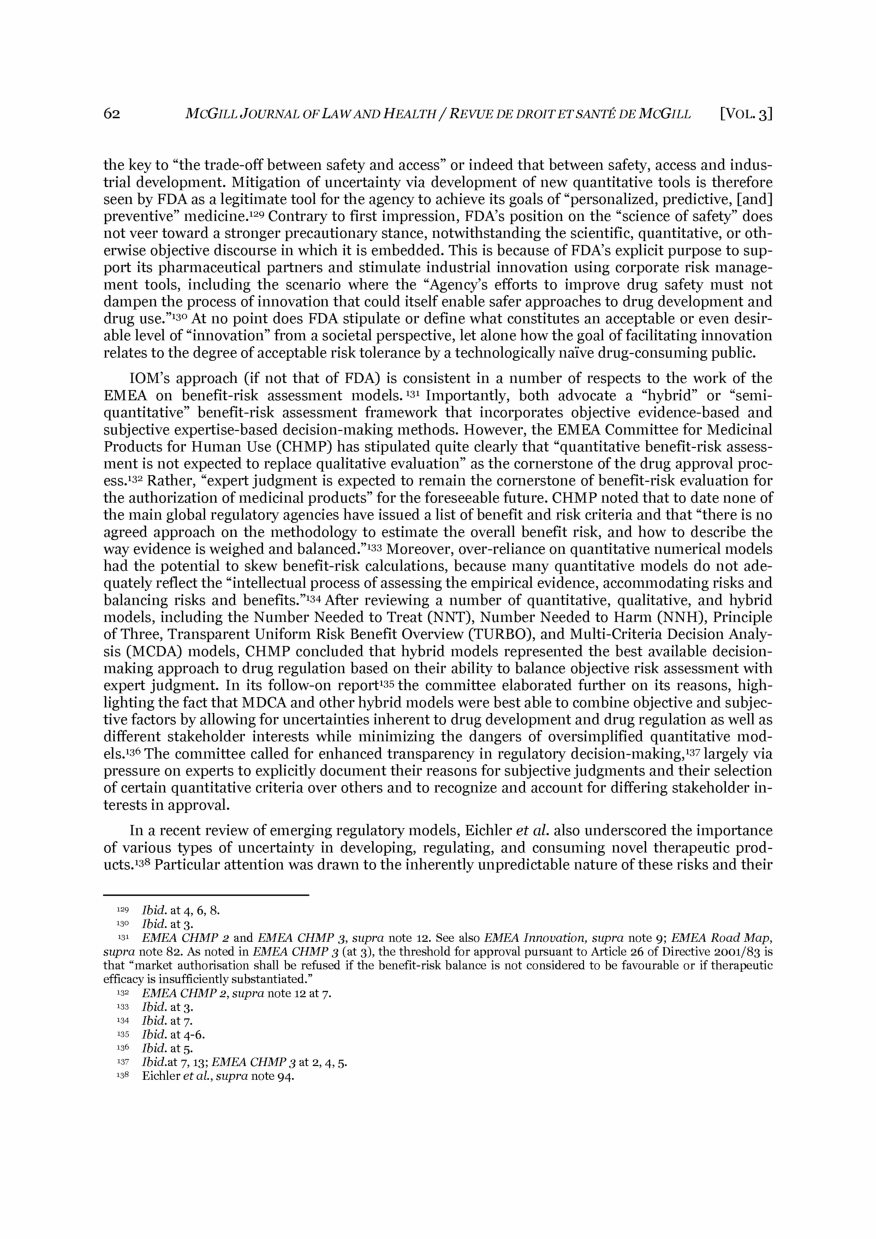 62 MCGILL JOURNAL OF LAW AND HEALTH / REVUE DE DROIT ET SANTÉ DE MCGILL [VOL. 3]
the key to “the trade-off between safety and access” or indeed that between safety, access and indus-
trial development. Mitigation of uncertainty via development of new quantitative tools is therefore
seen by FDA as a legitimate tool for the agency to achieve its goals of “personalized, predictive, [and]
preventive” medicine.129 Contrary to first impression, FDA’s position on the “science of safety” does
not veer toward a stronger precautionary stance, notwithstanding the scientific, quantitative, or oth-
erwise objective discourse in which it is embedded. This is because of FDA’s explicit purpose to sup-
port its pharmaceutical partners and stimulate industrial innovation using corporate risk manage-
ment tools, including the scenario where the “Agency’s efforts to improve drug safety must not
dampen the process of innovation that could itself enable safer approaches to drug development and
drug use.”130 At no point does FDA stipulate or define what constitutes an acceptable or even desir-
able level of “innovation” from a societal perspective, let alone how the goal of facilitating innovation
relates to the degree of acceptable risk tolerance by a technologically naïve drug-consuming public.
IOM’s approach (if not that of FDA) is consistent in a number of respects to the work of the
EMEA on benefit-risk assessment models. 131 Importantly, both advocate a “hybrid” or “semi-
quantitative” benefit-risk assessment framework that incorporates objective evidence-based and
subjective expertise-based decision-making methods. However, the EMEA Committee for Medicinal
Products for Human Use (CHMP) has stipulated quite clearly that “quantitative benefit-risk assess-
ment is not expected to replace qualitative evaluation” as the cornerstone of the drug approval proc-
ess.132 Rather, “expert judgment is expected to remain the cornerstone of benefit-risk evaluation for
the authorization of medicinal products” for the foreseeable future. CHMP noted that to date none of
the main global regulatory agencies have issued a list of benefit and risk criteria and that “there is no
agreed approach on the methodology to estimate the overall benefit risk, and how to describe the
way evidence is weighed and balanced.”133 Moreover, over-reliance on quantitative numerical models
had the potential to skew benefit-risk calculations, because many quantitative models do not ade-
quately reflect the “intellectual process of assessing the empirical evidence, accommodating risks and
balancing risks and benefits.”134 After reviewing a number of quantitative, qualitative, and hybrid
models, including the Number Needed to Treat (NNT), Number Needed to Harm (NNH), Principle
of Three, Transparent Uniform Risk Benefit Overview (TURBO), and Multi-Criteria Decision Analy-
sis (MCDA) models, CHMP concluded that hybrid models represented the best available decision-
making approach to drug regulation based on their ability to balance objective risk assessment with
expert judgment. In its follow-on report135 the committee elaborated further on its reasons, high-
lighting the fact that MDCA and other hybrid models were best able to combine objective and subjec-
tive factors by allowing for uncertainties inherent to drug development and drug regulation as well as
different stakeholder interests while minimizing the dangers of oversimplified quantitative mod-
els.136 The committee called for enhanced transparency in regulatory decision-making,137 largely via
pressure on experts to explicitly document their reasons for subjective judgments and their selection
of certain quantitative criteria over others and to recognize and account for differing stakeholder in-
terests in approval.
In a recent review of emerging regulatory models, Eichler et al. also underscored the importance
of various types of uncertainty in developing, regulating, and consuming novel therapeutic prod-
ucts.138 Particular attention was drawn to the inherently unpredictable nature of these risks and their
129 Ibid. at 4, 6, 8.
130 Ibid. at 3.
131 EMEA CHMP 2 and EMEA CHMP 3, supra note 12. See also EMEA Innovation, supra note 9; EMEA Road Map,
supra note 82. As noted in EMEA CHMP 3 (at 3), the threshold for approval pursuant to Article 26 of Directive 2001/83 is
that “market authorisation shall be refused if the benefit-risk balance is not considered to be favourable or if therapeutic
efficacy is insufficiently substantiated.”
132 EMEA CHMP 2, supra note 12 at 7.
133 Ibid. at 3.
134 Ibid. at 7.
135 Ibid. at 4-6.
136 Ibid. at 5.
137 Ibid.at 7, 13; EMEA CHMP 3 at 2, 4, 5.
138 Eichler et al., supra note 94.